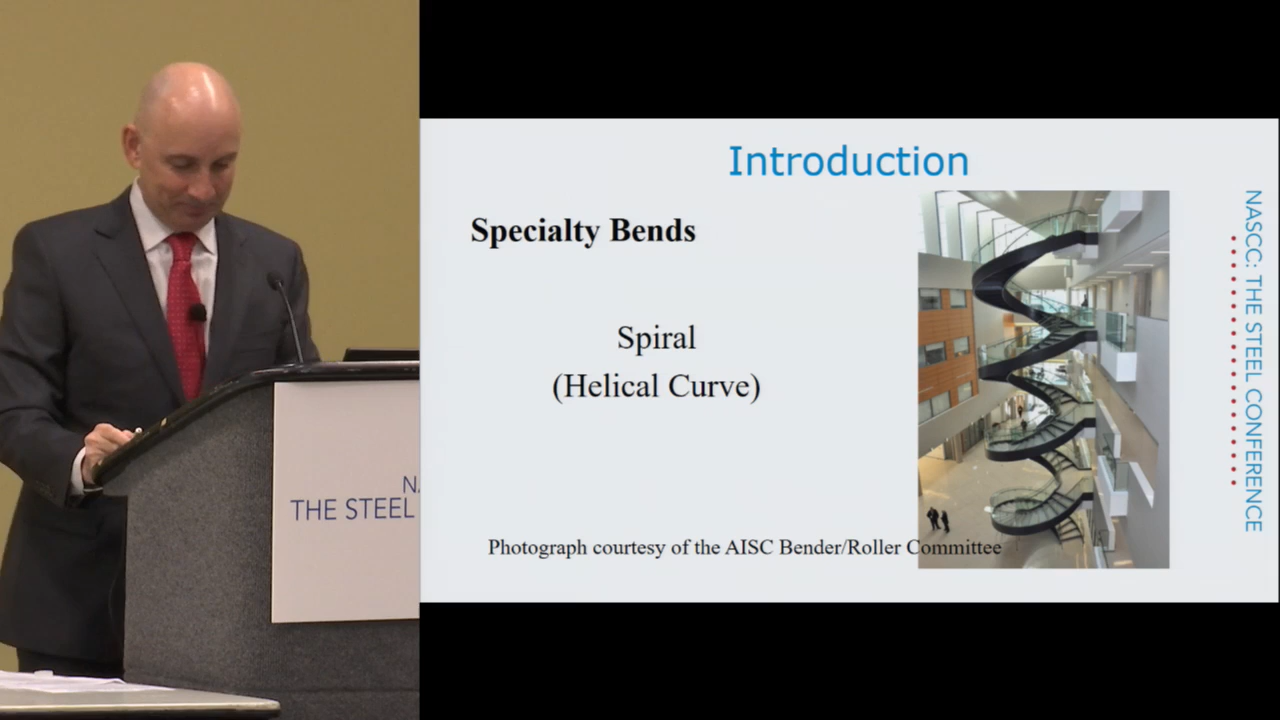 Introduction
Specialty Bends
Spiral
(Helical Curve)
Photograph courtesy of the AISC Bender/Roller Committee
NASCC: THE STEEL CONFERENCE
THE STEEL